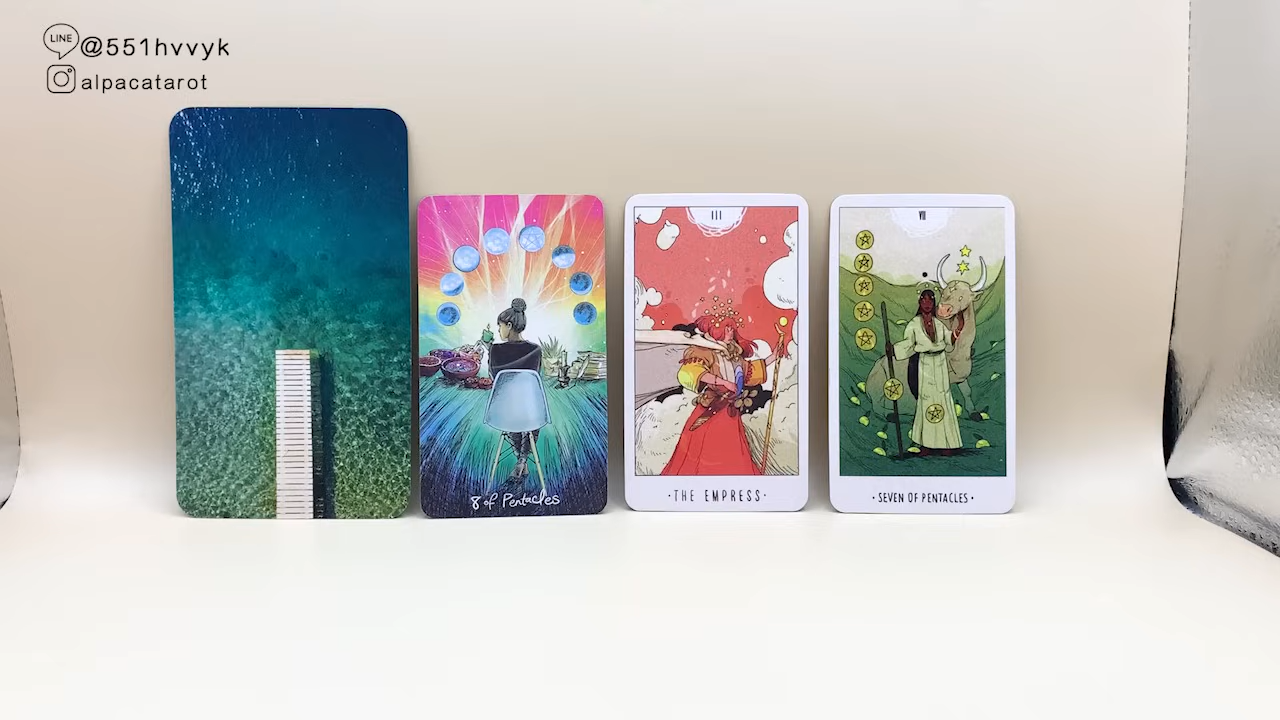 LINE @551hvvyk
alpacatarot
8 of Pentacles
III
·THE EMPRESS·
VII
·SEVEN OF PENTACLES·